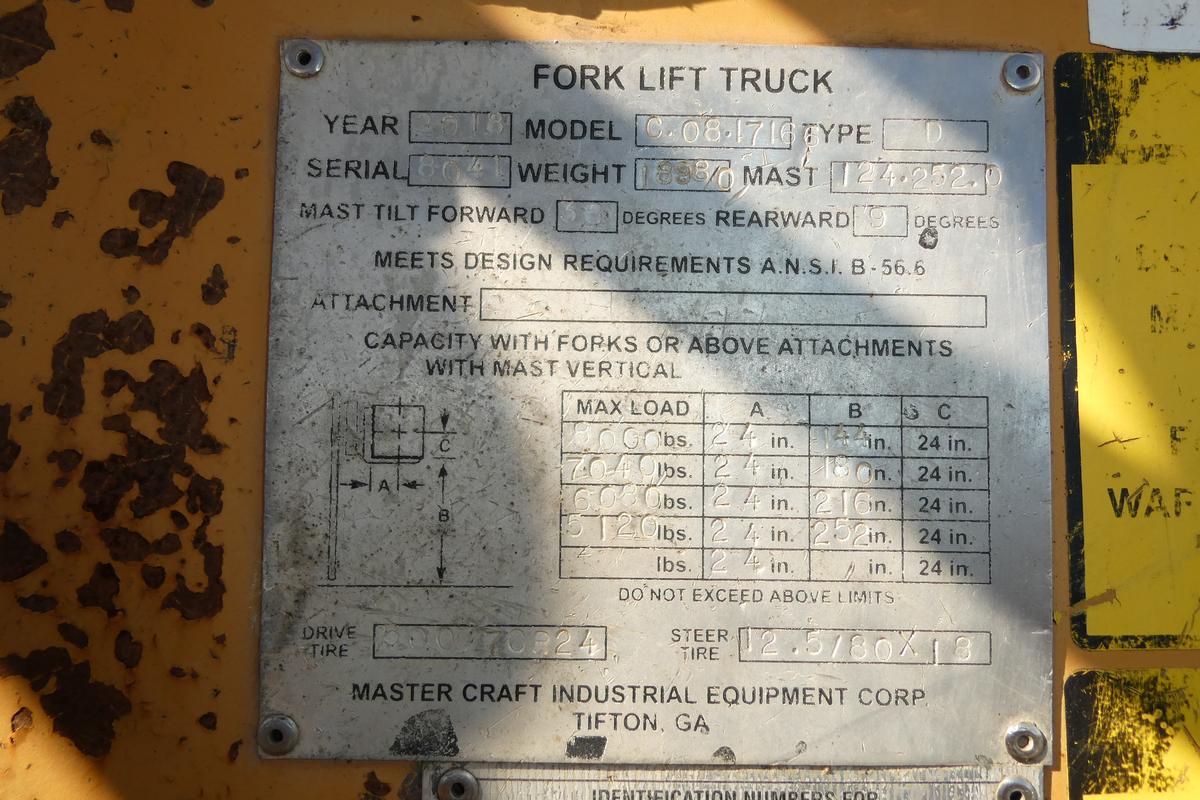 FORK LIFT TRUCK
YEAR 2018 MODEL C-08-17166 TYPE D
SERIAL 8041 WEIGHT MAST 124-252.0
MAST TILT FORWARD DEGREES REARWARD 9 DEGREES
MEETS DESIGN REQUIREMENTS A.N.S.I. B-56.6
ATTACHMENT
CAPACITY WITH FORKS OR ABOVE ATTACHMENTS
WITH MAST VERTICAL
MAX LOAD A B C
8000 lbs. 24 in. 144 in. 24 in.
7040 lbs. 24 in. 180 in. 24 in.
6080 lbs. 24 in. 216 in. 24 in.
5120 lbs. 24 in. 252 in. 24 in.
lbs. 24 in. in. 24 in.
C
A
B
DO NOT EXCEED ABOVE LIMITS
DRIVE TIRE
STEER TIRE 12.5/80X18
MASTER CRAFT INDUSTRIAL EQUIPMENT CORP.
TIFTON, GA
IDENTIFICATION NUMBERS FOR